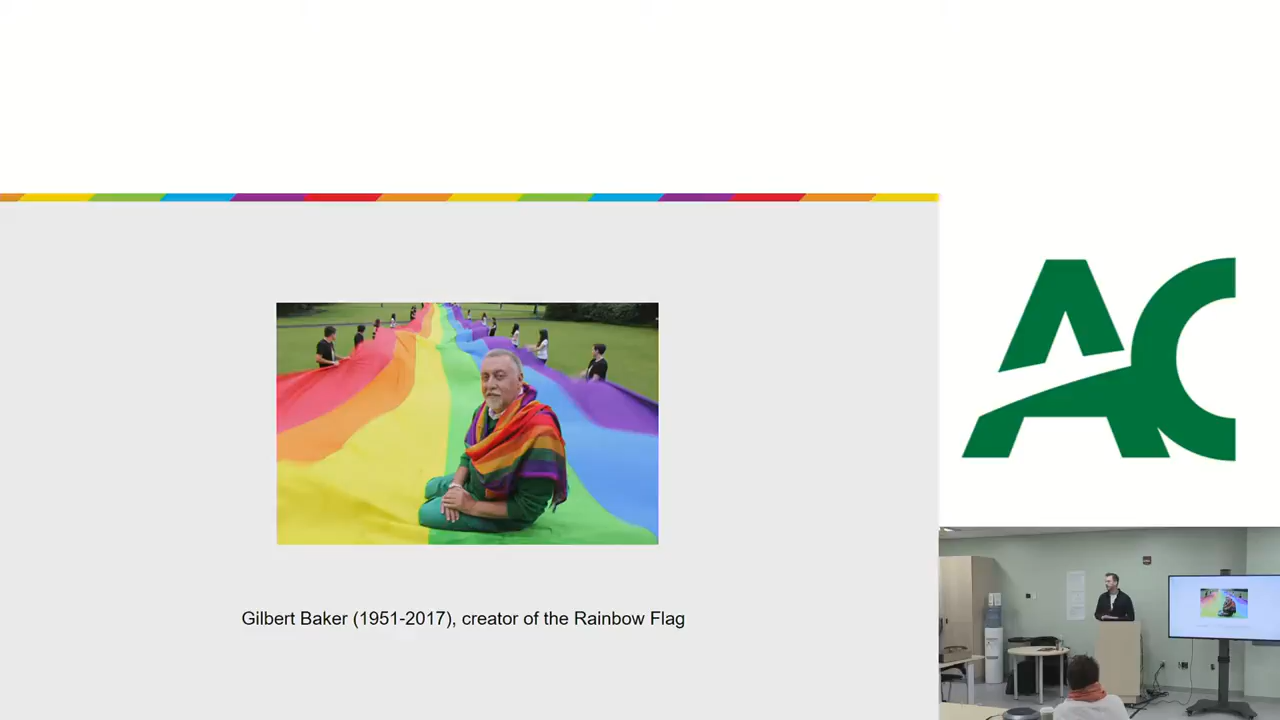 Gilbert Baker (1951-2017), creator of the Rainbow Flag
AC